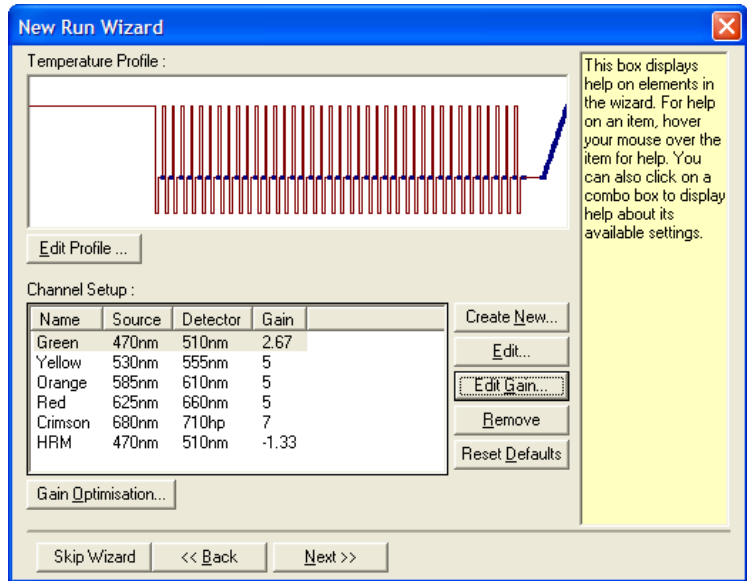 New Run Wizard
Temperature Profile :
This box displays
help on elements in
the wizard. For help
on an item, hover
your mouse over the
item for help. You
can also click on a
combo box to display
help about its
available settings.
Edit Profile ...
Channel Setup :
Name Source Detector Gain
Green 470nm 510nm 2.67
Yellow 530nm 555nm 5
Orange 585nm 610nm 5
Red 625nm 660nm 5
Crimson 680nm 710hp 7
HRM 470nm 510nm -1.33
Create New...
Edit...
Edit Gain...
Remove
Reset Defaults
Gain Optimisation...
Skip Wizard << Back Next >>